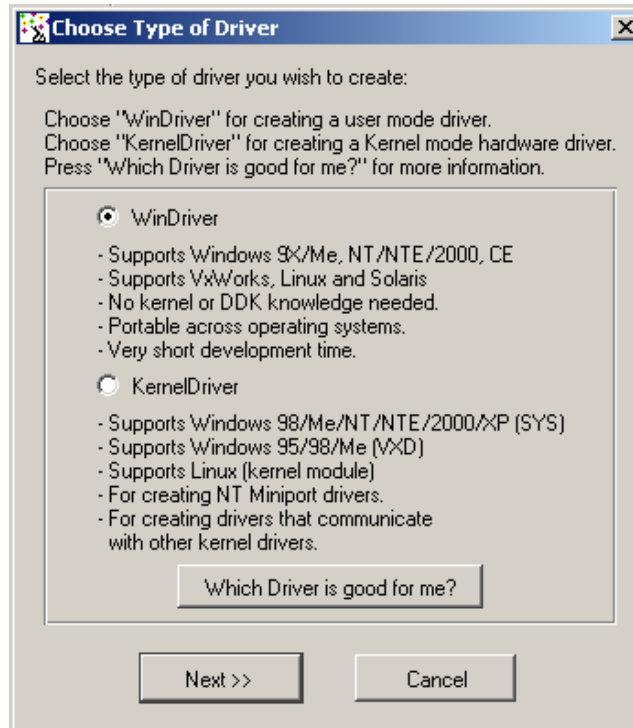 Choose Type of Driver
Select the type of driver you wish to create:
Choose "WinDriver" for creating a user mode driver.
Choose "KernelDriver" for creating a Kernel mode hardware driver.
Press "Which Driver is good for me?" for more information.
WinDriver
- Supports Windows 9X/Me, NT/NTE/2000, CE
- Supports VxWorks, Linux and Solaris
- No kernel or DDK knowledge needed.
- Portable across operating systems.
- Very short development time.
KernelDriver
- Supports Windows 98/Me/NT/NTE/2000/XP (SYS)
- Supports Windows 95/98/Me (VXD)
- Supports Linux (kernel module)
- For creating NT Miniport drivers.
- For creating drivers that communicate
with other kernel drivers.
Which Driver is good for me?
Next >>
Cancel